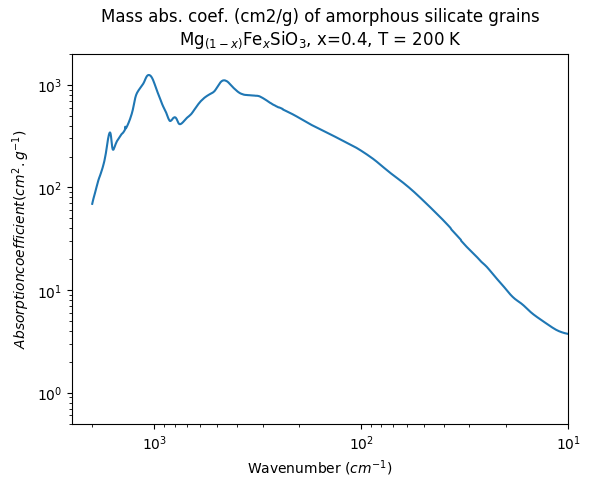 Mass abs. coef. (cm2/g) of amorphous silicate grains
Mg₍₁₋ₓ₎FeₓSiO₃, x=0.4, T = 200 K
10³
10²
10¹
10⁰
Absorptioncoefficient(cm².g⁻¹)
10³ 10² 10¹
Wavenumber (cm⁻¹)